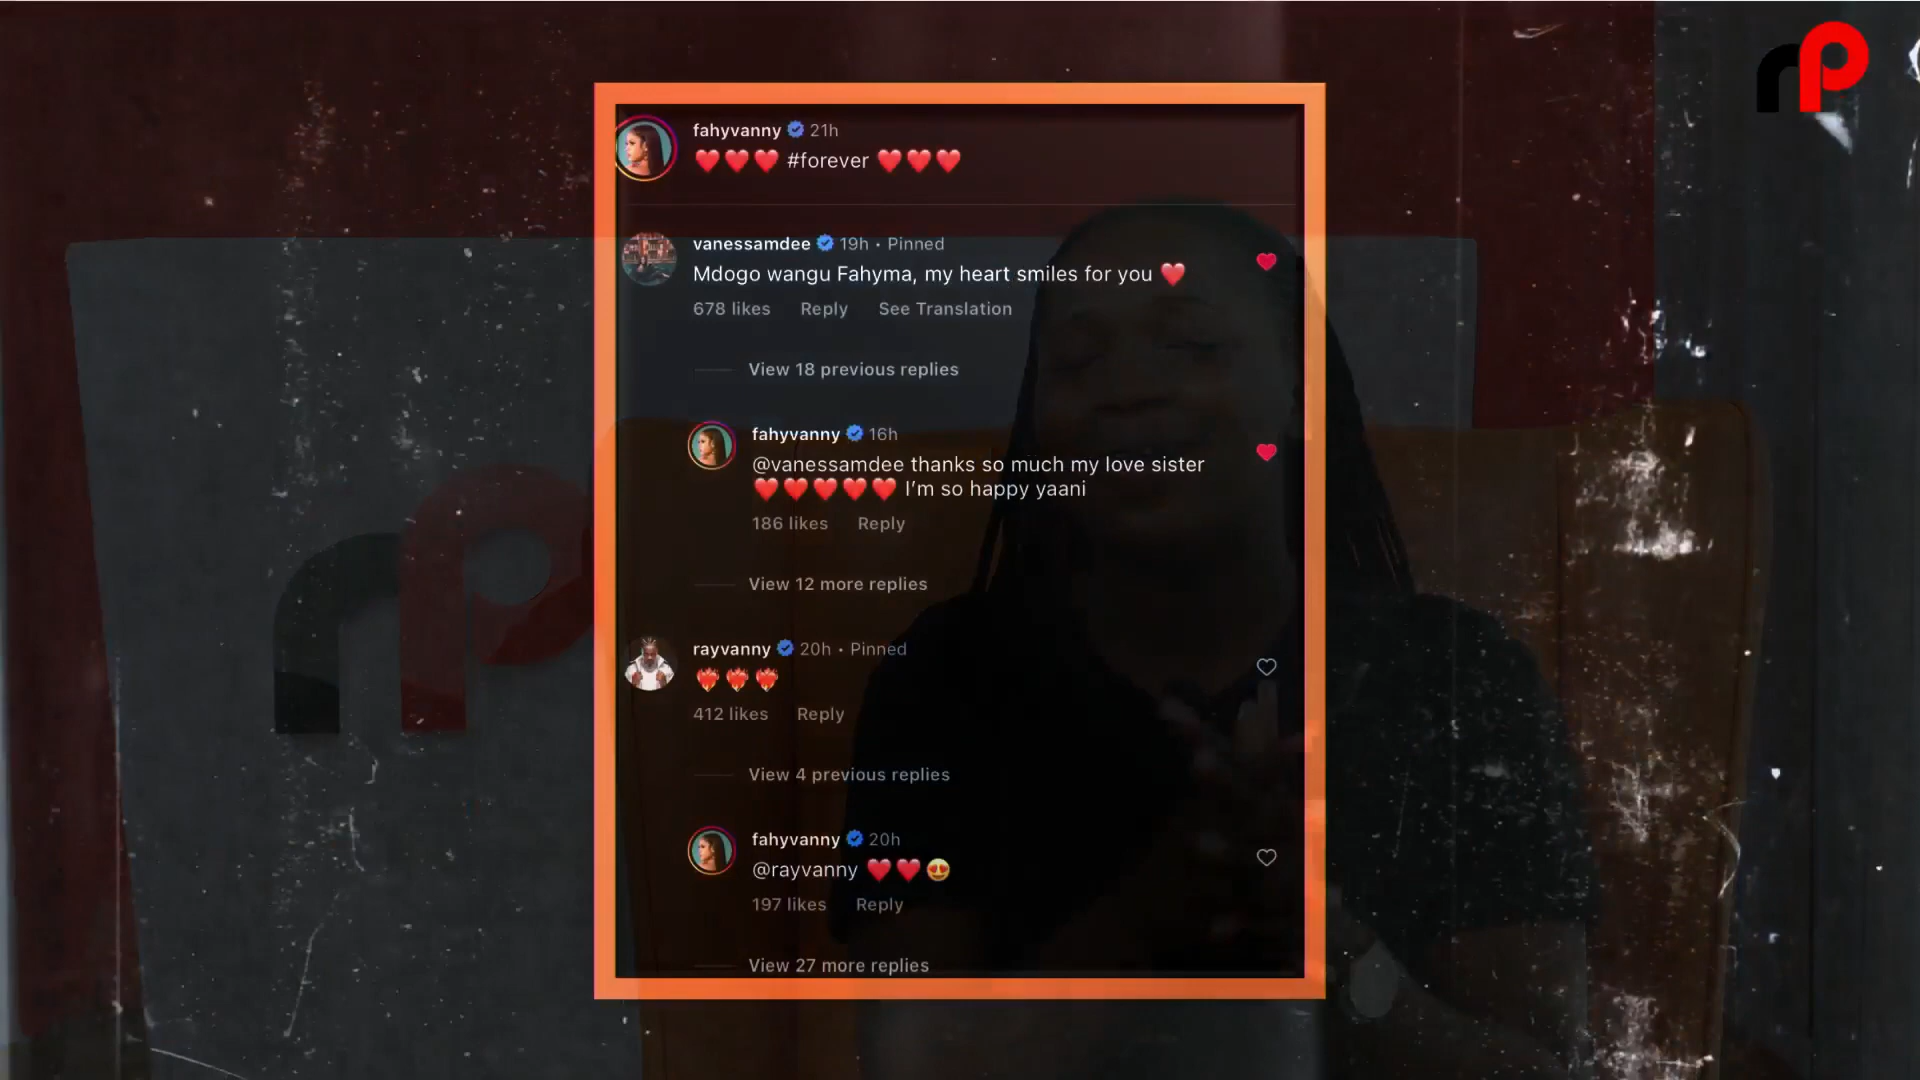 fahyvanny 21h
❤️❤️❤️ #forever ❤️❤️❤️
vanessamdee 19h • Pinned
Mdogo wangu Fahyma, my heart smiles for you ❤️
678 likes Reply See Translation
View 18 previous replies
fahyvanny 16h
@vanessamdee thanks so much my love sister
❤️❤️❤️❤️❤️ I'm so happy yaani
186 likes Reply
View 12 more replies
rayvanny 20h • Pinned
❤️‍🔥❤️‍🔥❤️‍🔥
412 likes Reply
View 4 previous replies
fahyvanny 20h
@rayvanny ❤️❤️😍
197 likes Reply
View 27 more replies